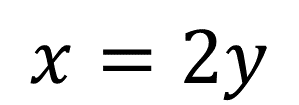 x = 2y